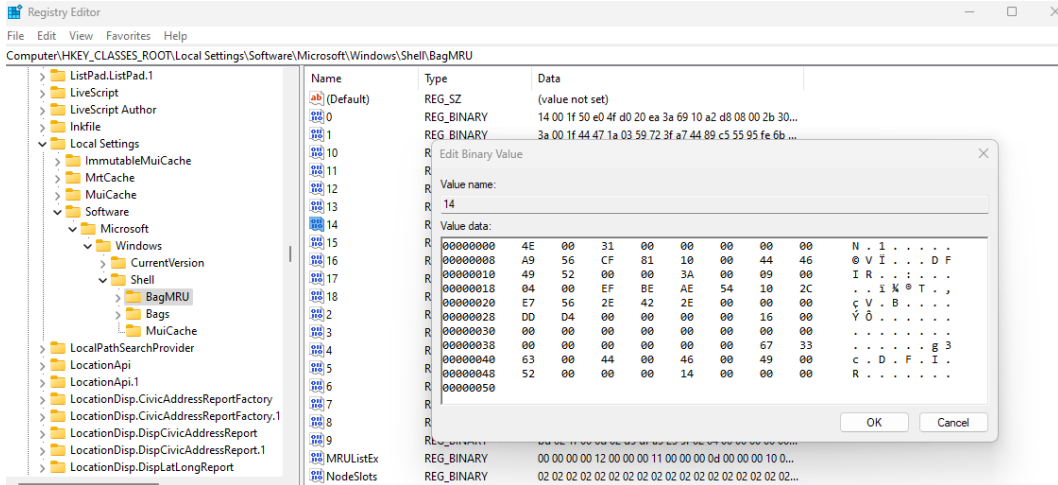 Registry Editor
File Edit View Favorites Help
Computer\HKEY_CLASSES_ROOT\Local Settings\Software\Microsoft\Windows\Shell\BagMRU
ListPad.ListPad.1
LiveScript
LiveScript Author
Inkfile
Local Settings
ImmutableMuiCache
MrtCache
MuiCache
Software
Microsoft
Windows
CurrentVersion
Shell
BagMRU
Bags
MuiCache
LocalPathSearchProvider
LocationApi
LocationApi.1
LocationDisp.CivicAddressReportFactory
LocationDisp.CivicAddressReportFactory.1
LocationDisp.DispCivicAddressReport
LocationDisp.DispCivicAddressReport.1
LocationDisp.DispLatLongReport
Name Type Data
(Default) REG_SZ (value not set)
0 REG_BINARY 14 00 1f 50 e0 4f d0 20 ea 3a 69 10 a2 d8 08 00 2b 30...
1 REG_BINARY 3a 00 1f 44 47 1a 03 59 72 3f a7 44 89 c5 55 95 fe 6b ...
10
11
12
13
14
15
16
17
18
2
3
4
5
6
7
8
9 REG_BINARY
MRUListEx REG_BINARY 00 00 00 00 12 00 00 00 11 00 00 00 0d 00 00 00 10 0...
NodeSlots REG_BINARY 02 02 02 02 02 02 02 02 02 02 02 02 02 02 02 02 02 02...
Edit Binary Value
Value name:
14
Value data:
00000000 4E 00 31 00 00 00 00 00 N . 1 . . . . .
00000008 A9 56 CF 81 10 00 44 46 © V Ï . . . D F
00000010 49 52 00 00 3A 00 09 00 I R . . : . . .
00000018 04 00 EF BE AE 54 10 2C . . ï ¾ ® T . ,
00000020 E7 56 2E 42 2E 00 00 00 ç V . B . . . .
00000028 DD D4 00 00 00 00 16 00 Ý Ô . . . . . .
00000030 00 00 00 00 00 00 00 00 . . . . . . . .
00000038 00 00 00 00 00 00 67 33 . . . . . . g 3
00000040 63 00 44 00 46 00 49 00 c . D . F . I .
00000048 52 00 00 00 14 00 00 00 R . . . . . . .
00000050
OK Cancel